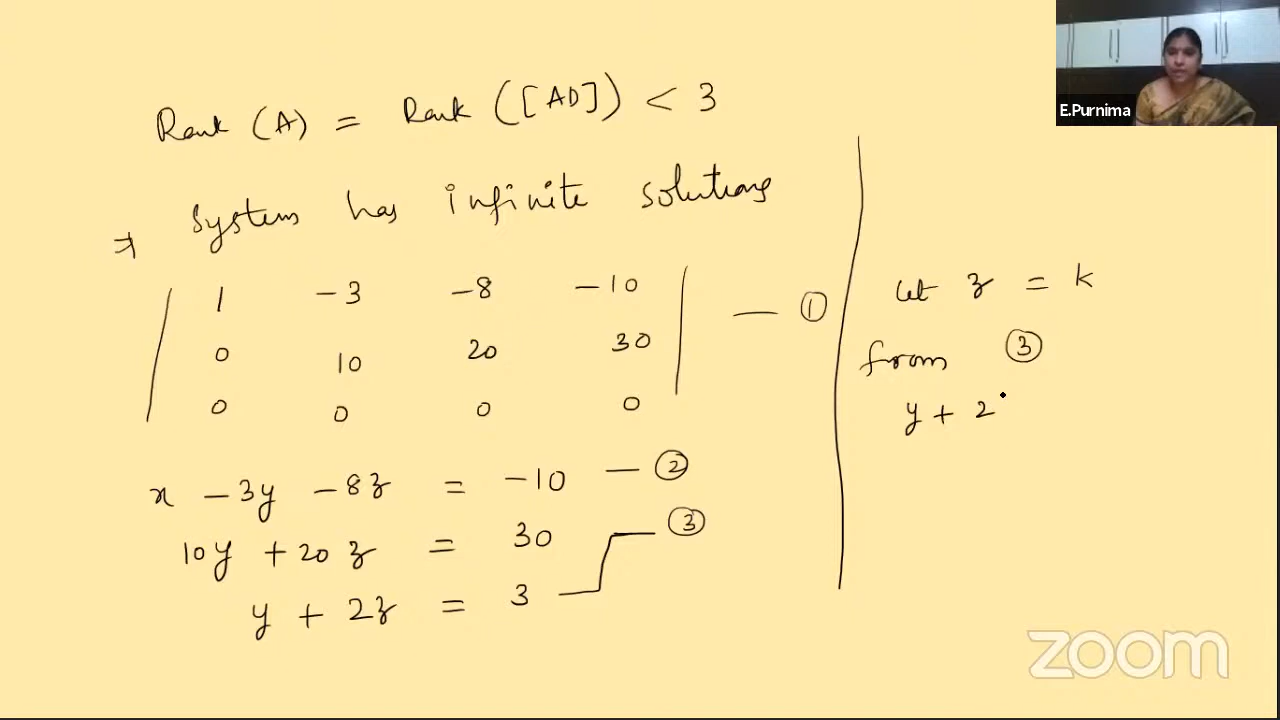 Rank (A) = Rank ([AD]) < 3
⇒ System has infinite solutions
1 -3 -8 -10
0 10 20 30 — ①
0 0 0 0
x - 3y - 8z = -10 — ②
10y + 20z = 30
y + 2z = 3 — ③
let z = k
from ③
y + 2
E.Purnima
zoom